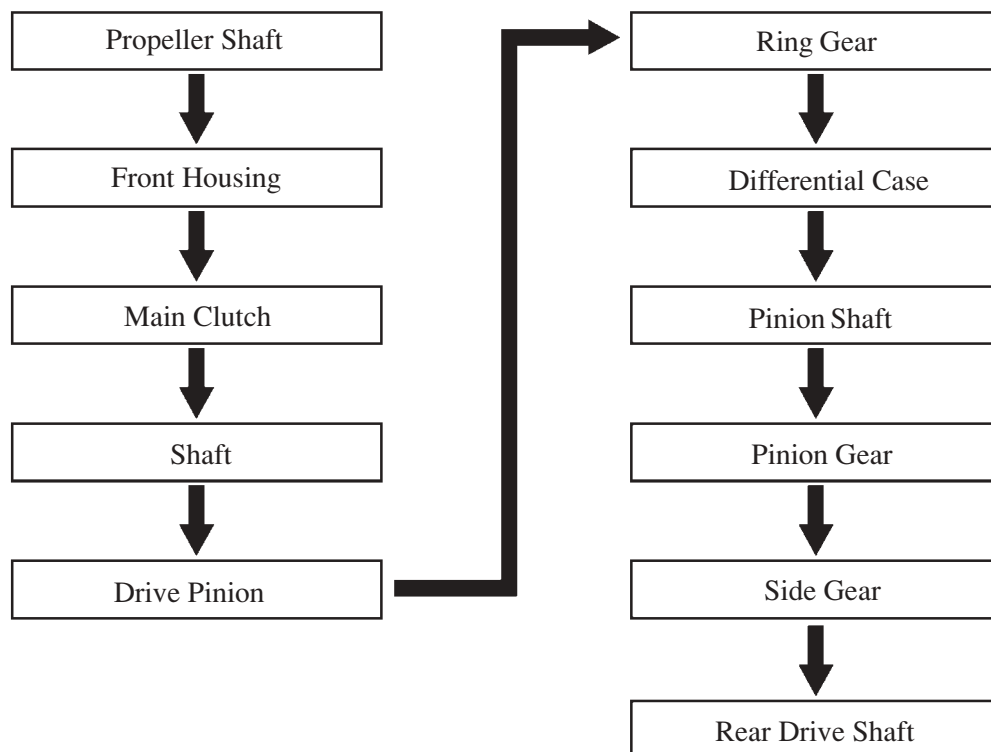 Propeller Shaft
Front Housing
Main Clutch
Shaft
Drive Pinion
Ring Gear
Differential Case
Pinion Shaft
Pinion Gear
Side Gear
Rear Drive Shaft